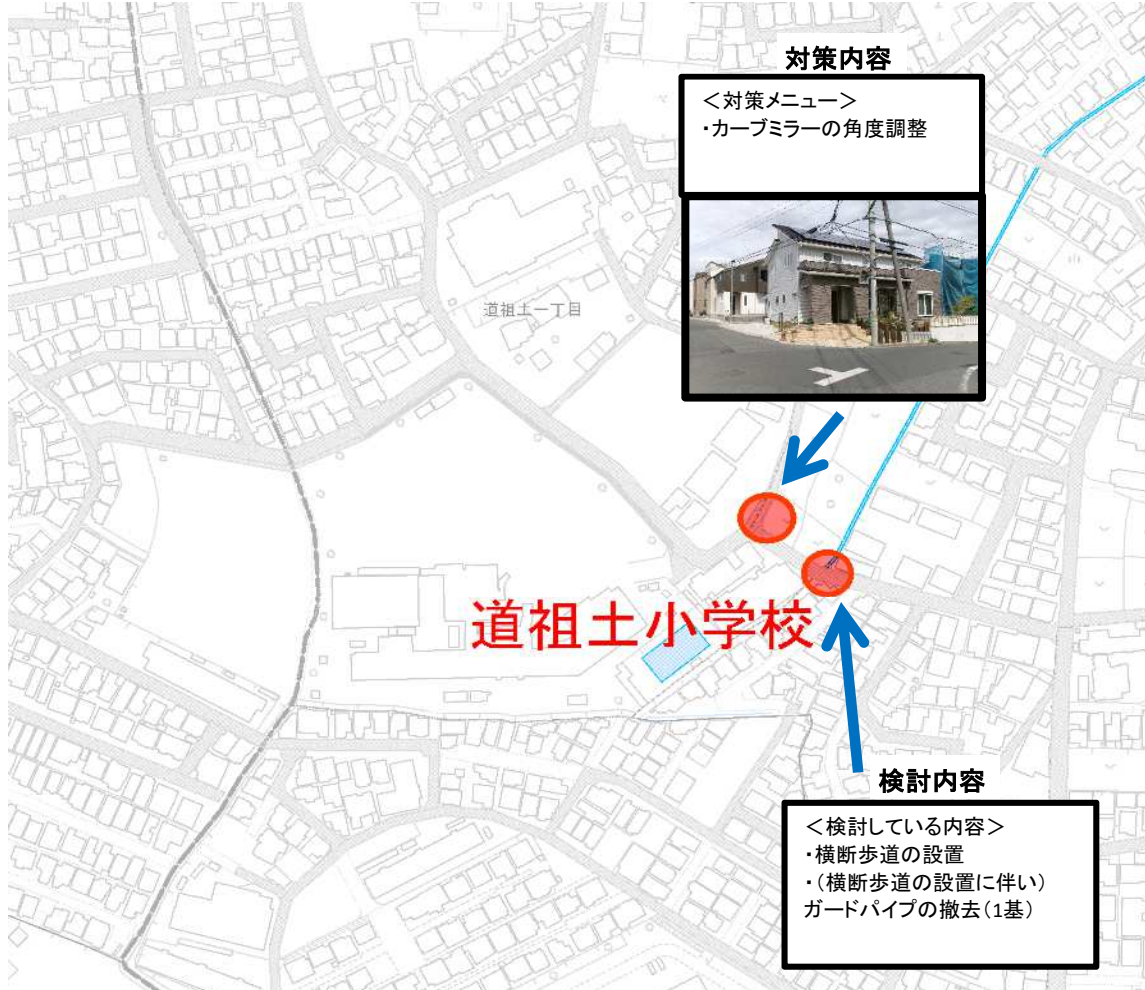 対策内容
＜対策メニュー＞
・カーブミラーの角度調整
道祖土一丁目
道祖土小学校
検討内容
＜検討している内容＞
・横断歩道の設置
・(横断歩道の設置に伴い)
ガードパイプの撤去(1基)